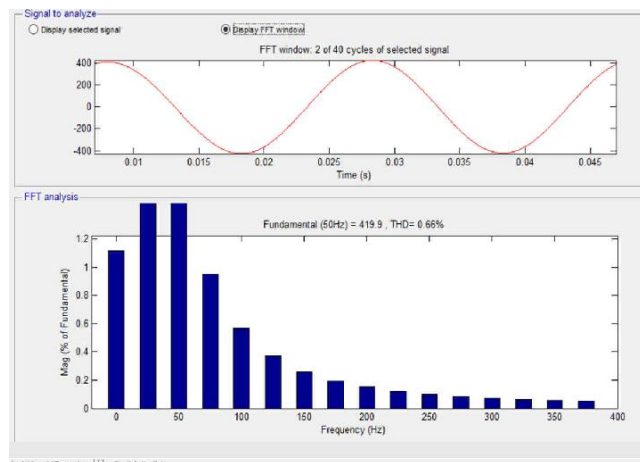 Signal to analyze
Display selected signal
Display FFT window
FFT window: 2 of 40 cycles of selected signal
400
200
0
-200
-400
0.01 0.015 0.02 0.025 0.03 0.035 0.04 0.045
Time (s)
FFT analysis
Fundamental (50Hz) = 419.9 , THD= 0.66%
Mag (% of Fundamental)
1.2
1
0.8
0.6
0.4
0.2
0
0 50 100 150 200 250 300 350 400
Frequency (Hz)